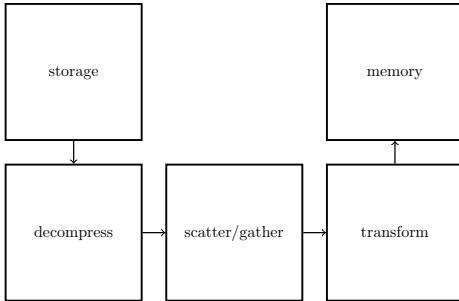 storage
memory
decompress
scatter/gather
transform